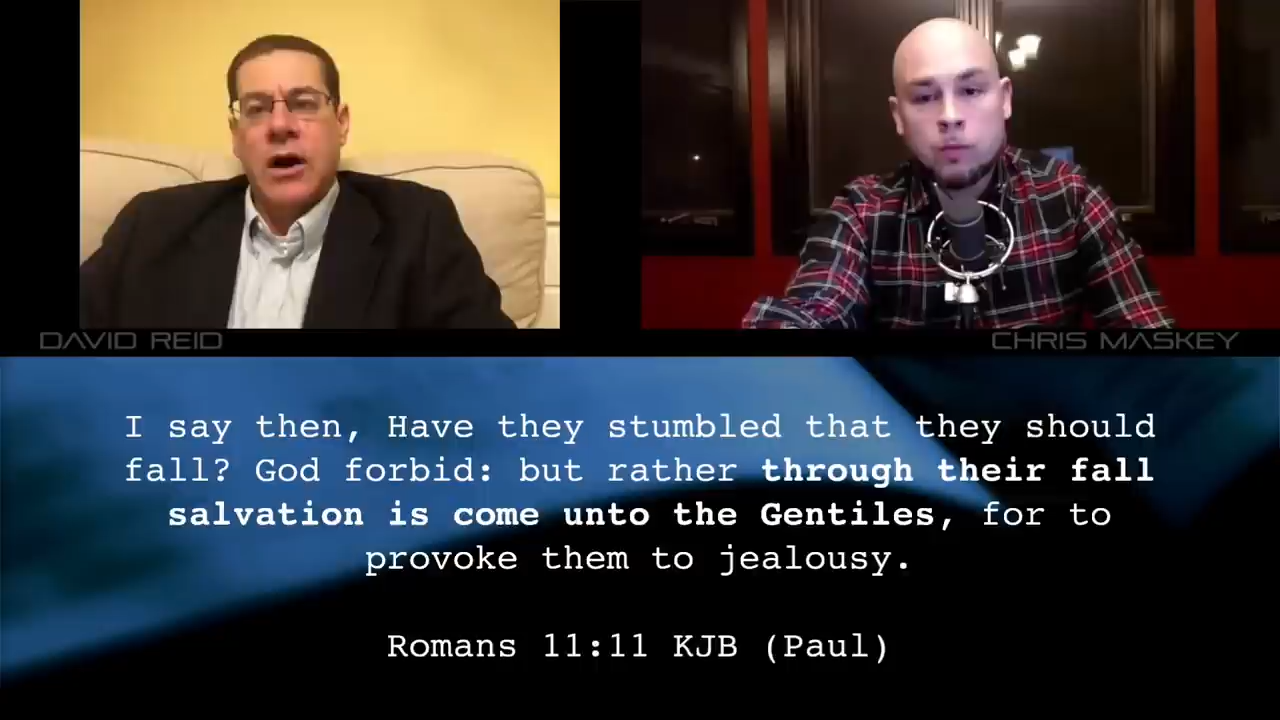 DAVID REID
CHRIS MASKEY
I say then, Have they stumbled that they should
fall? God forbid: but rather through their fall
salvation is come unto the Gentiles, for to
provoke them to jealousy.
Romans 11:11 KJB (Paul)